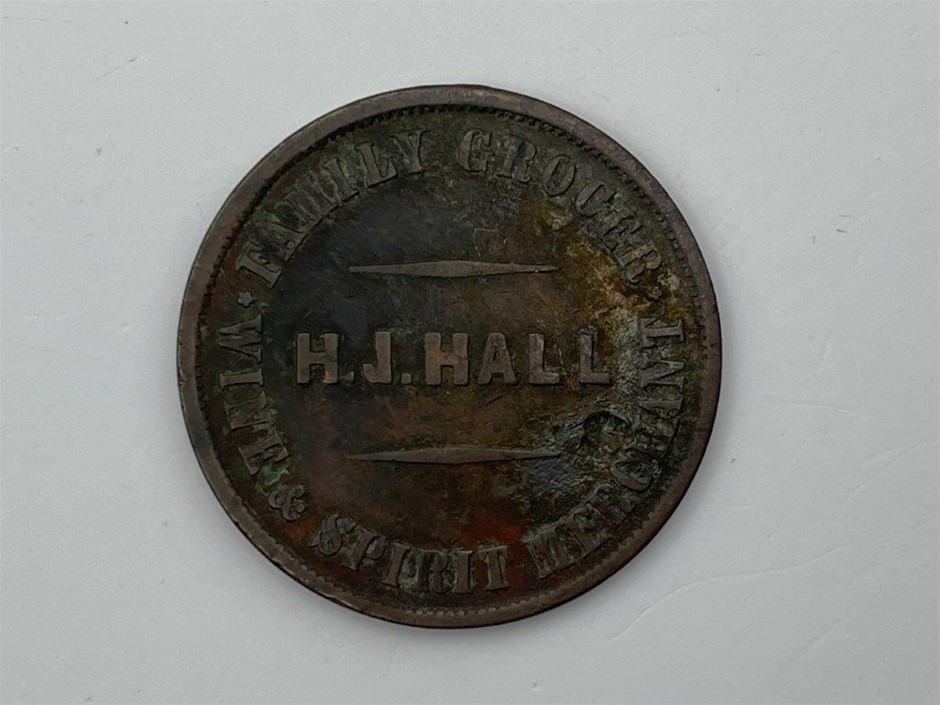 · FAMILY GROCER ·
H.J.HALL
WINE & SPIRIT MERCHANT